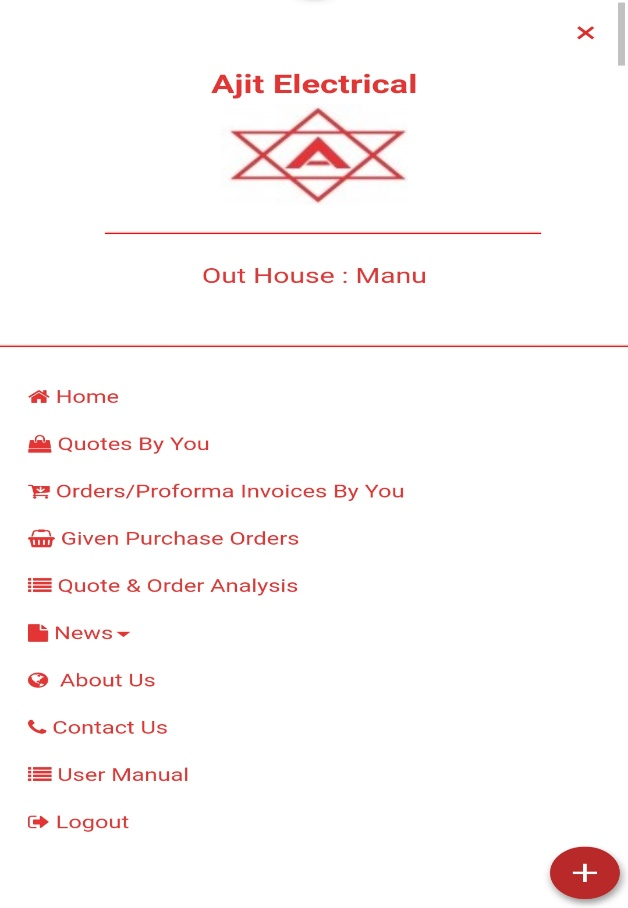 Ajit Electrical
Out House : Manu
Home
Quotes By You
Orders/Proforma Invoices By You
Given Purchase Orders
Quote & Order Analysis
News
About Us
Contact Us
User Manual
Logout